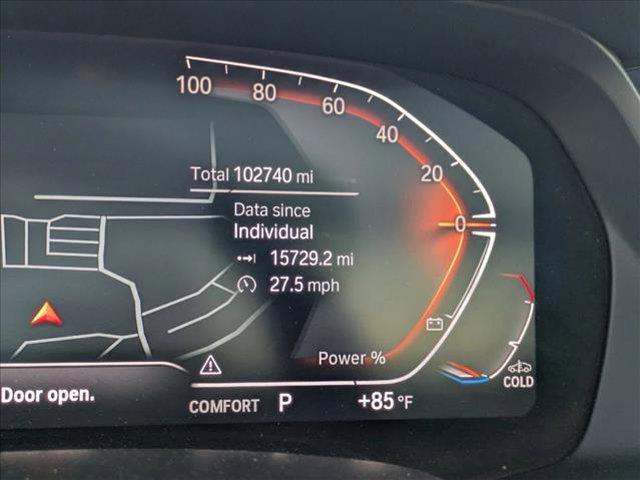 100
80
60
40
20
0
Total 102740 mi
Data since
Individual
15729.2 mi
27.5 mph
Power %
Door open.
COMFORT P +85 °F
COLD